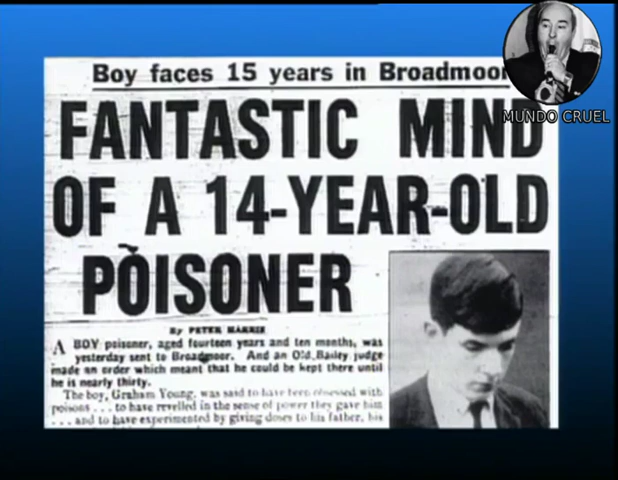 Boy faces 15 years in Broadmoor
MUNDO CRUEL
FANTASTIC MIND
OF A 14-YEAR-OLD
POISONER
By PETER HARRIS
A BOY poisoner, aged fourteen years and ten months, was
yesterday sent to Broadmoor. And an Old Bailey judge
made an order which meant that he could be kept there until
he is nearly thirty.
The boy, Graham Young, was said to have been obsessed with
poisons . . . to have revelled in the sense of power they gave him
. . . and to have experimented by giving doses to his father, his